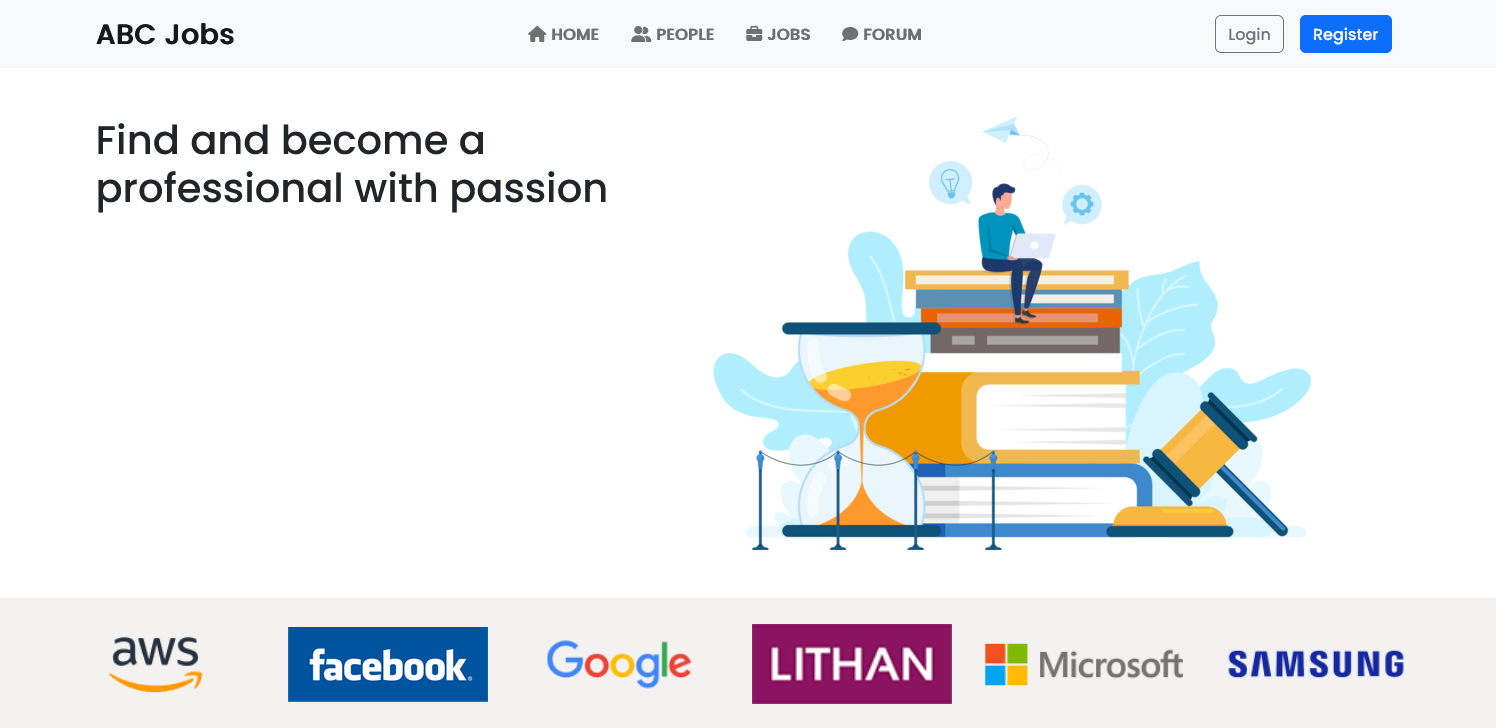 ABC Jobs
HOME
PEOPLE
JOBS
FORUM
Login
Register
Find and become a
professional with passion
aws
facebook.
Google
LITHAN
Microsoft
SAMSUNG